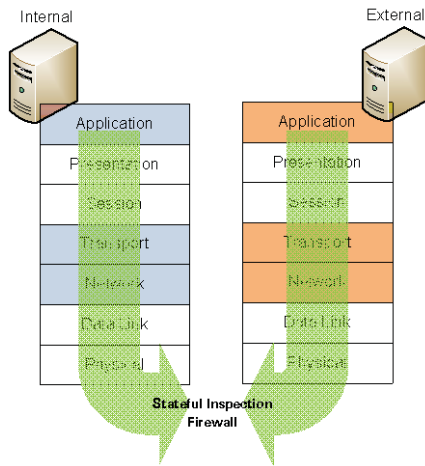 Internal
External
Application
Presentation
Session
Transport
Network
Data Link
Physical
Application
Presentation
Session
Transport
Network
Data Link
Physical
Stateful Inspection
Firewall